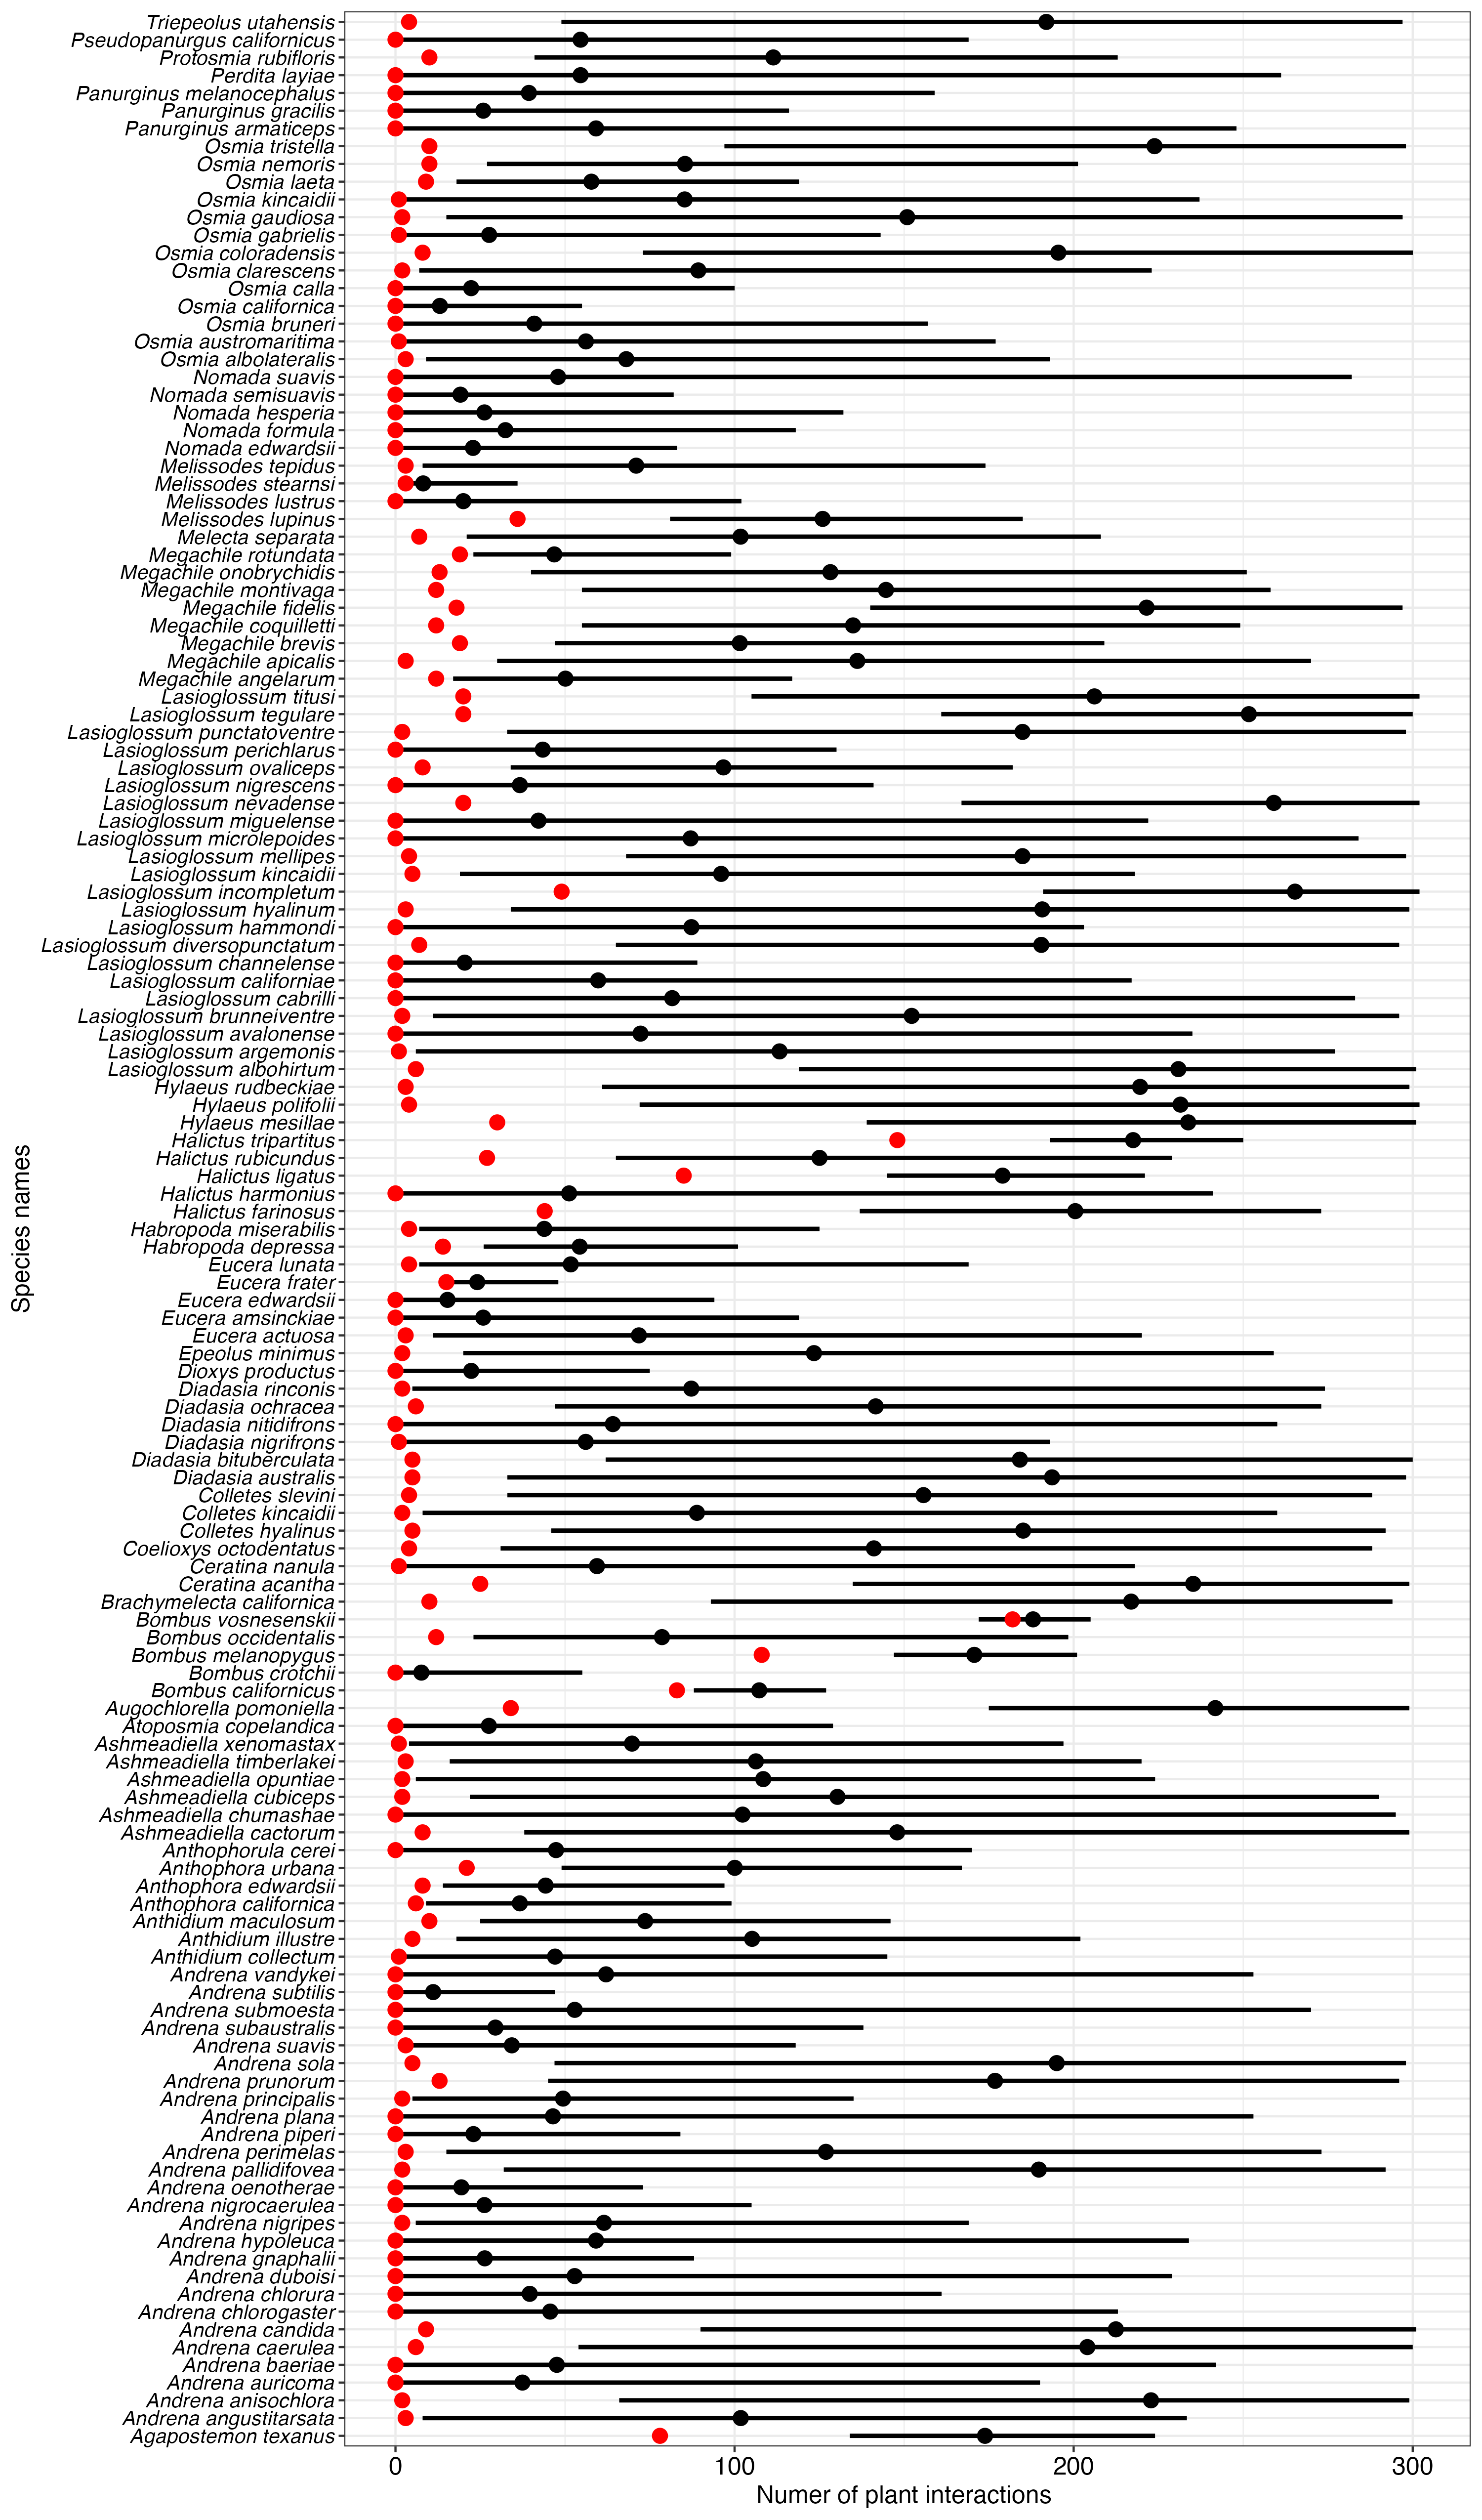 Triepeolus utahensis
Pseudopanurgus californicus
Protosmia rubifloris
Perdita layiae
Panurginus melanocephalus
Panurginus gracilis
Panurginus armaticeps
Osmia tristella
Osmia nemoris
Osmia laeta
Osmia kincaidii
Osmia gaudiosa
Osmia gabrielis
Osmia coloradensis
Osmia clarescens
Osmia calla
Osmia californica
Osmia bruneri
Osmia austromaritima
Osmia albolateralis
Nomada suavis
Nomada semisuavis
Nomada hesperia
Nomada formula
Nomada edwardsii
Melissodes tepidus
Melissodes stearnsi
Melissodes lustrus
Melissodes lupinus
Melecta separata
Megachile rotundata
Megachile onobrychidis
Megachile montivaga
Megachile fidelis
Megachile coquilletti
Megachile brevis
Megachile apicalis
Megachile angelarum
Lasioglossum titusi
Lasioglossum tegulare
Lasioglossum punctatoventre
Lasioglossum perichlarus
Lasioglossum ovaliceps
Lasioglossum nigrescens
Lasioglossum nevadense
Lasioglossum miguelense
Lasioglossum microlepoides
Lasioglossum mellipes
Lasioglossum kincaidii
Lasioglossum incompletum
Lasioglossum hyalinum
Lasioglossum hammondi
Lasioglossum diversopunctatum
Lasioglossum channelense
Lasioglossum californiae
Lasioglossum cabrilli
Lasioglossum brunneiventre
Lasioglossum avalonense
Lasioglossum argemonis
Lasioglossum albohirtum
Hylaeus rudbeckiae
Hylaeus polifolii
Hylaeus mesillae
Halictus tripartitus
Halictus rubicundus
Halictus ligatus
Halictus harmonius
Halictus farinosus
Habropoda miserabilis
Habropoda depressa
Eucera lunata
Eucera frater
Eucera edwardsii
Eucera amsinckiae
Eucera actuosa
Epeolus minimus
Dioxys productus
Diadasia rinconis
Diadasia ochracea
Diadasia nitidifrons
Diadasia nigrifrons
Diadasia bituberculata
Diadasia australis
Colletes slevini
Colletes kincaidii
Colletes hyalinus
Coelioxys octodentatus
Ceratina nanula
Ceratina acantha
Brachymelecta californica
Bombus vosnesenskii
Bombus occidentalis
Bombus melanopygus
Bombus crotchii
Bombus californicus
Augochlorella pomoniella
Atoposmia copelandica
Ashmeadiella xenomastax
Ashmeadiella timberlakei
Ashmeadiella opuntiae
Ashmeadiella cubiceps
Ashmeadiella chumashae
Ashmeadiella cactorum
Anthophorula cerei
Anthophora urbana
Anthophora edwardsii
Anthophora californica
Anthidium maculosum
Anthidium illustre
Anthidium collectum
Andrena vandykei
Andrena subtilis
Andrena submoesta
Andrena subaustralis
Andrena suavis
Andrena sola
Andrena prunorum
Andrena principalis
Andrena plana
Andrena piperi
Andrena perimelas
Andrena pallidifovea
Andrena oenotherae
Andrena nigrocaerulea
Andrena nigripes
Andrena hypoleuca
Andrena gnaphalii
Andrena duboisi
Andrena chlorura
Andrena chlorogaster
Andrena candida
Andrena caerulea
Andrena baeriae
Andrena auricoma
Andrena anisochlora
Andrena angustitarsata
Agapostemon texanus
Species names
0 100 200 300
Numer of plant interactions